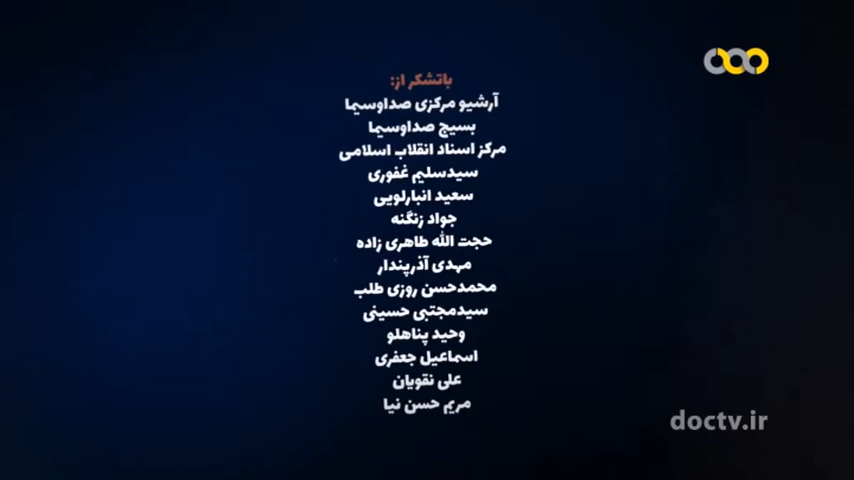 باتشکر از:
آرشیو مرکزی صداوسیما
بسیج صداوسیما
مرکز اسناد انقلاب اسلامی
سیدسلیم غفوری
سعید انبارلویی
جواد زنگنه
حجت الله طاهری زاده
مهدی آذرپندار
محمدحسن روزی طلب
سیدمجتبی حسینی
وحید پناهلو
اسماعیل جعفری
علی نقویان
مریم حسن نیا
doctv.ir